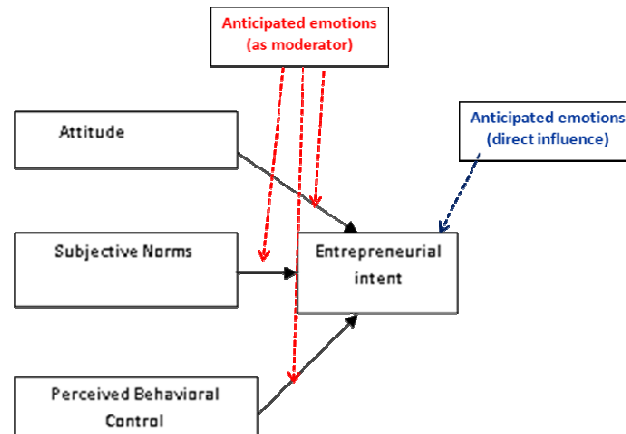 Anticipated emotions
(as moderator)
Attitude
Anticipated emotions
(direct influence)
Subjective Norms
Entrepreneurial
intent
Perceived Behavioral
Control